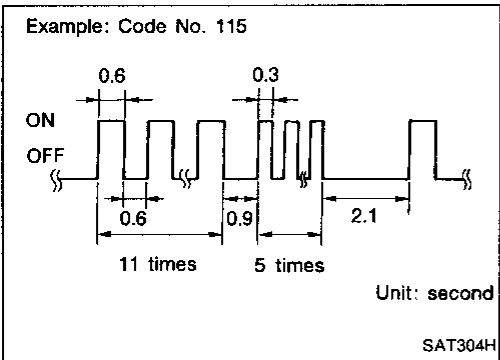 Example: Code No. 115
0.6 0.3
ON
OFF
0.6 0.9 2.1
11 times 5 times
Unit: second
SAT304H